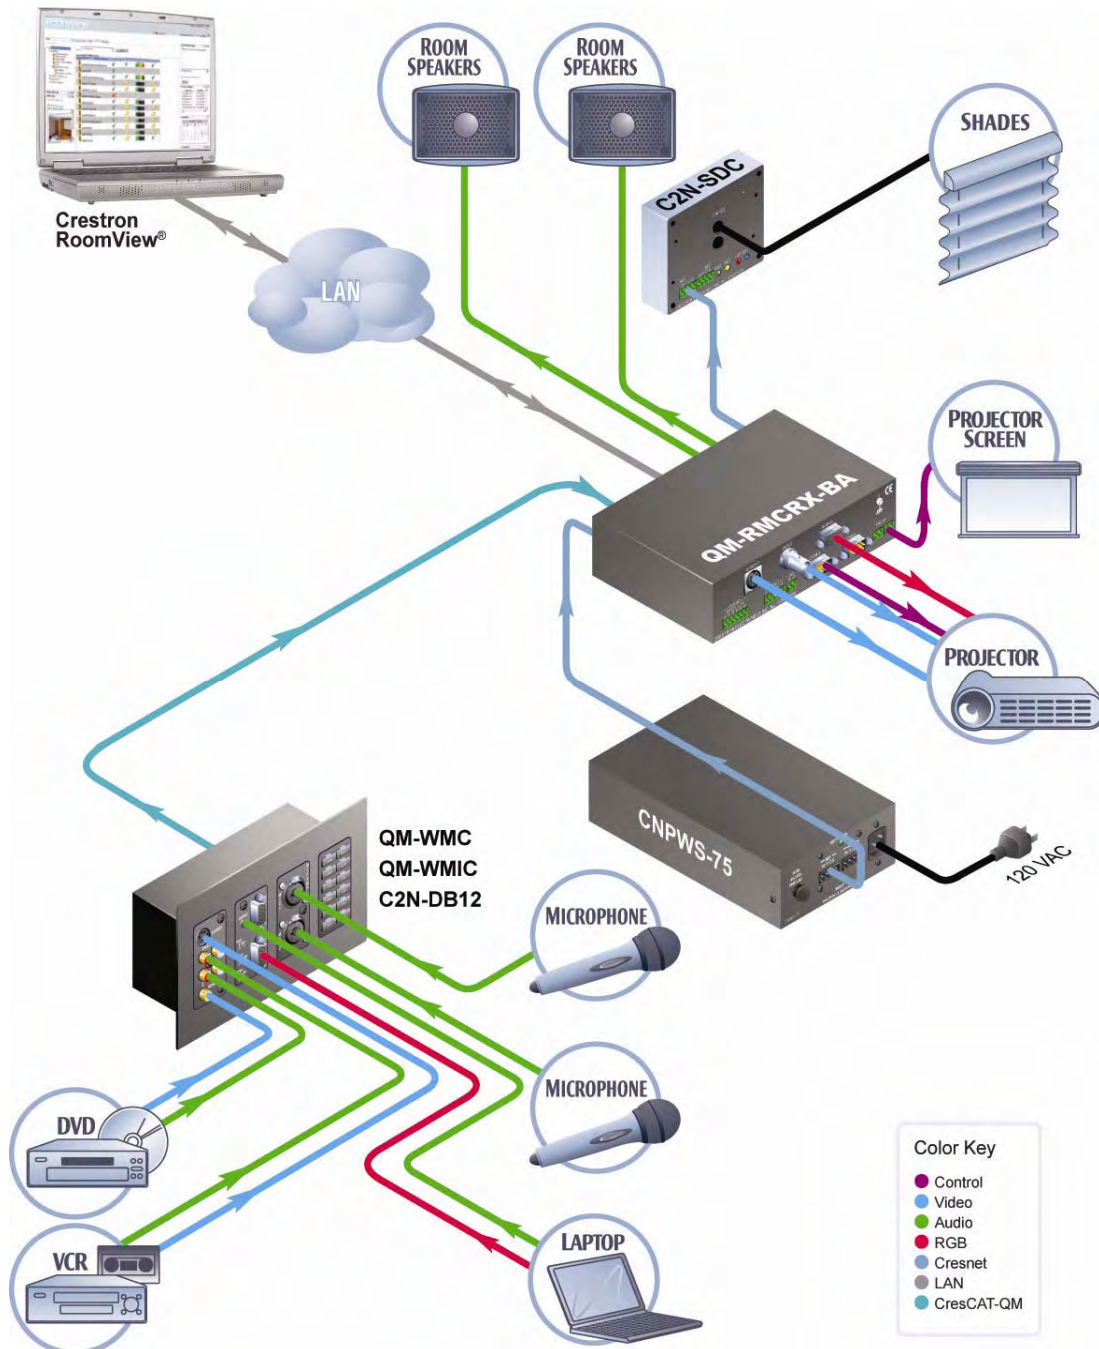 Crestron
RoomView®
LAN
ROOM
SPEAKERS
ROOM
SPEAKERS
C2N-SDC
SHADES
PROJECTOR
SCREEN
QM-RMCRX-BA
PROJECTOR
CNPWS-75
120 VAC
QM-WMC
QM-WMIC
C2N-DB12
MICROPHONE
MICROPHONE
DVD
VCR
LAPTOP
Color Key
Control
Video
Audio
RGB
Cresnet
LAN
CresCAT-QM